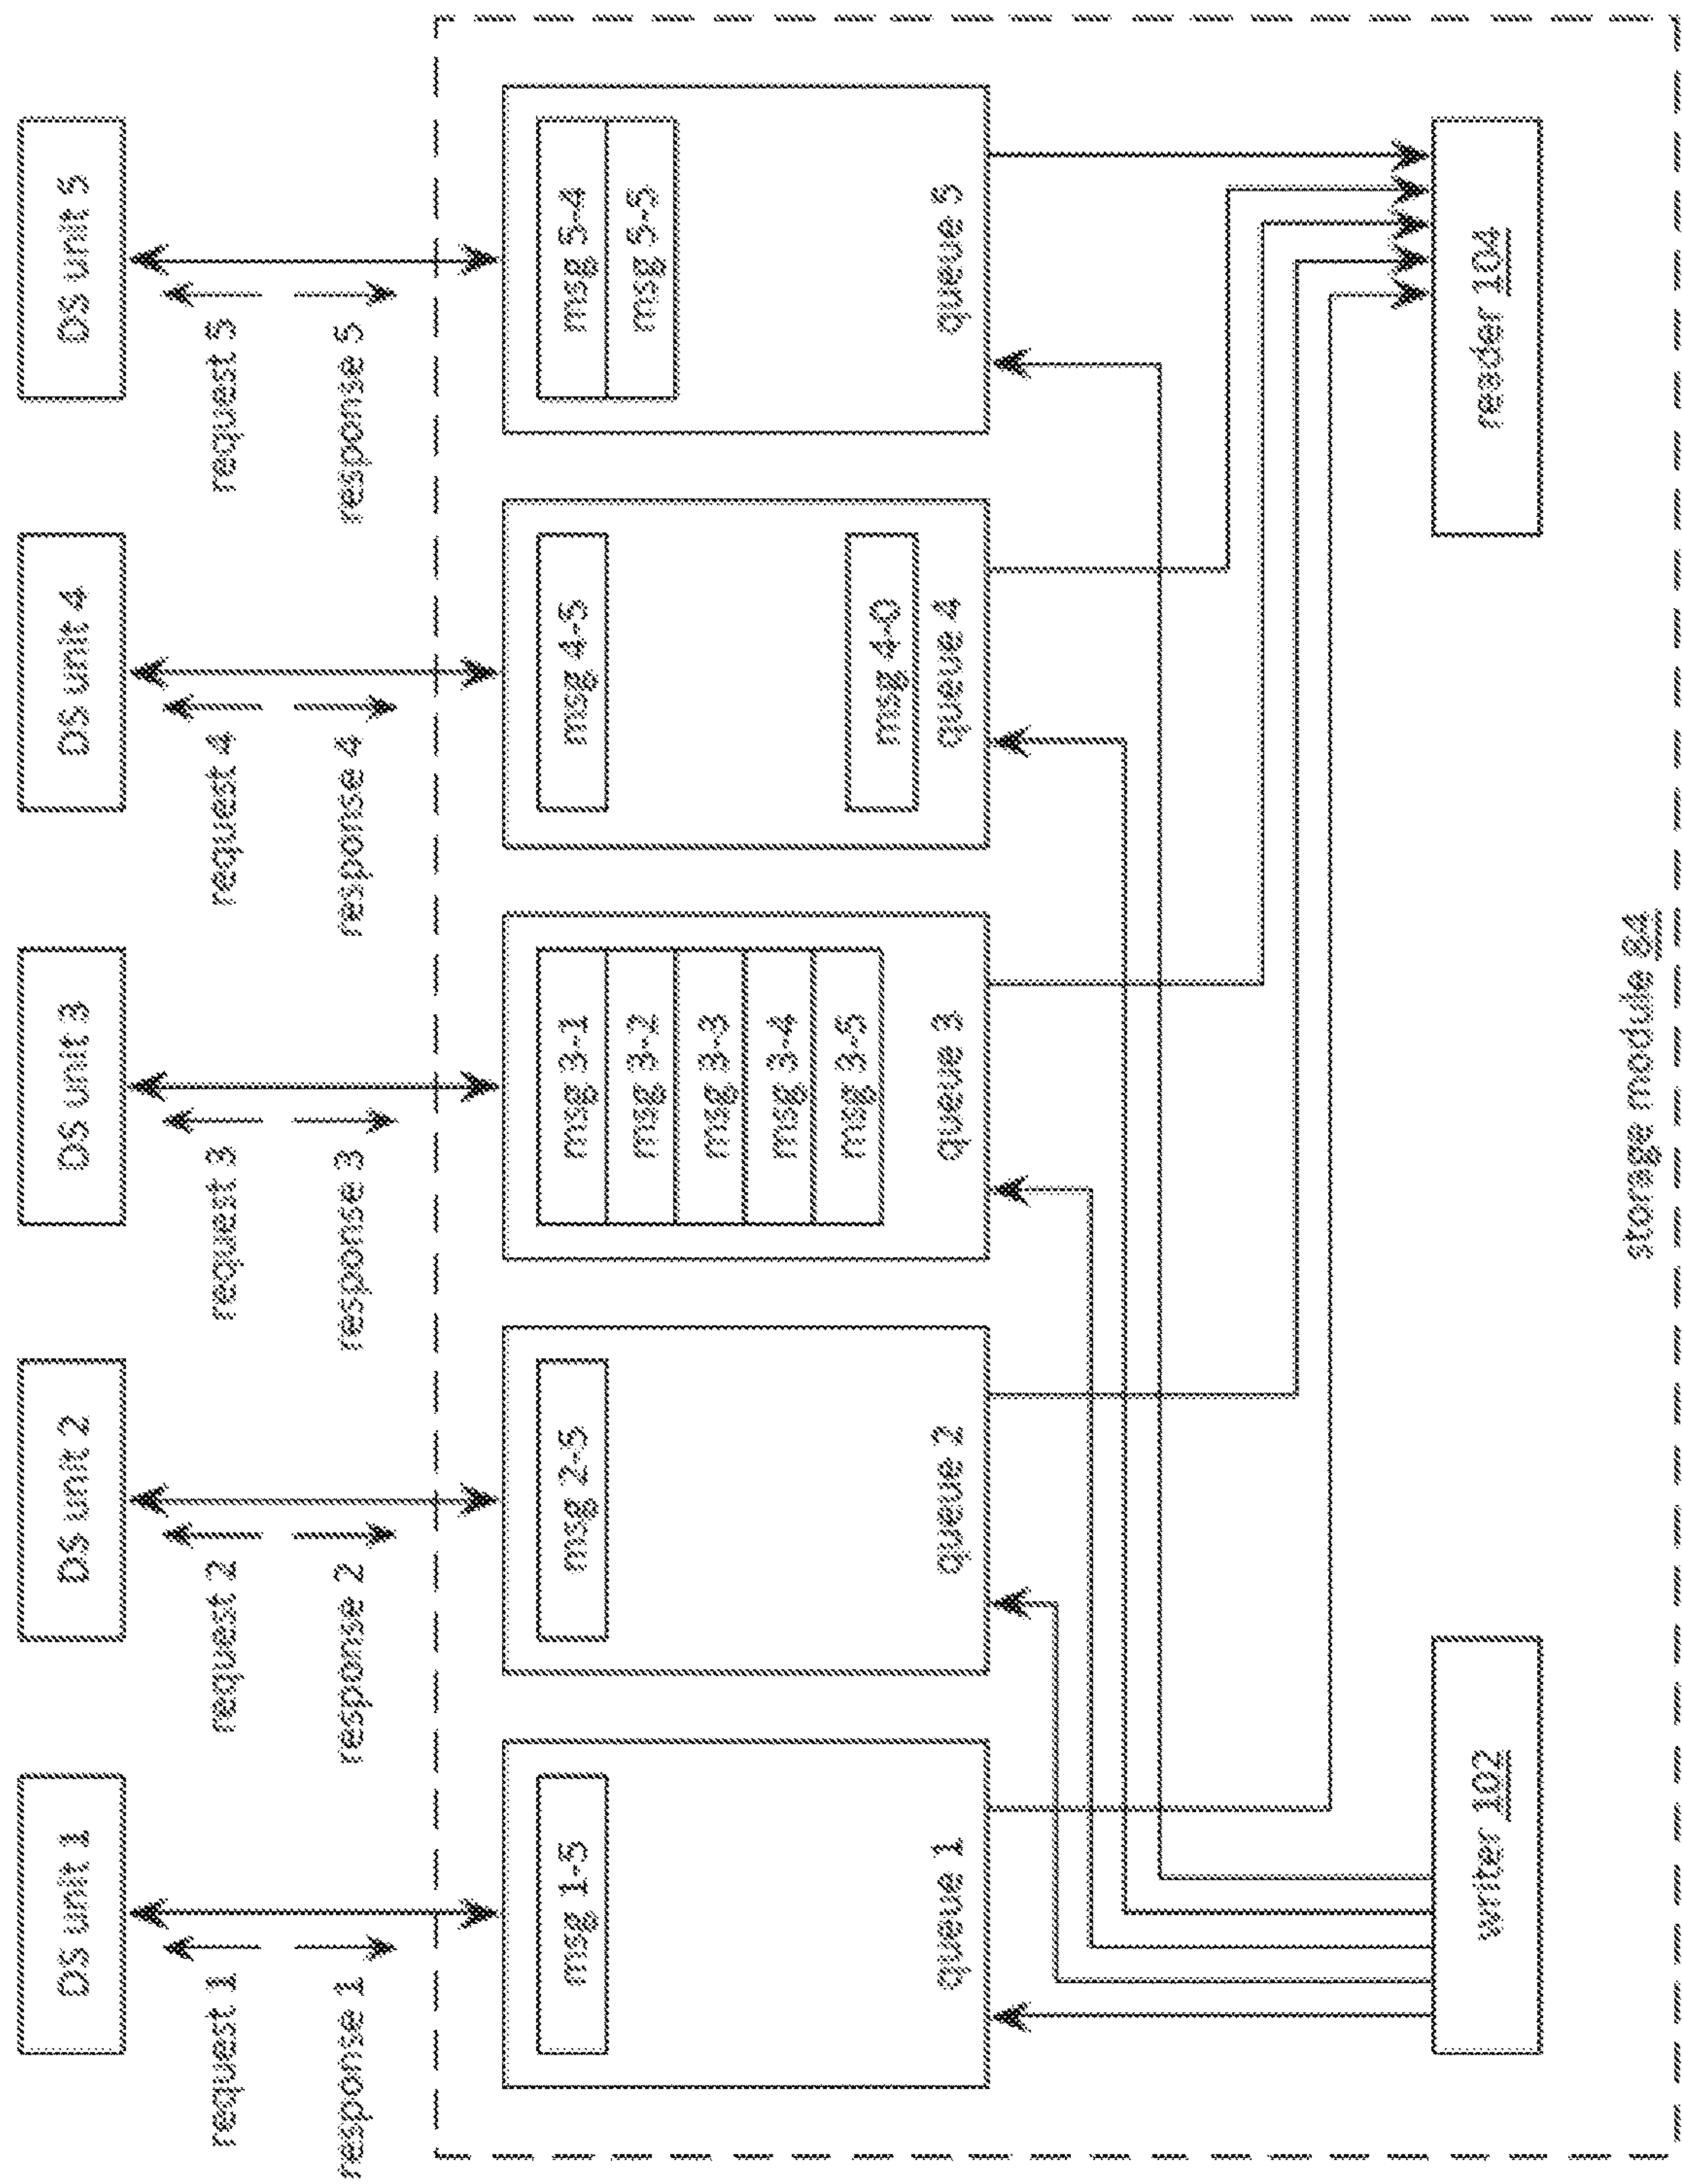 DS unit 1
DS unit 2
DS unit 3
DS unit 4
DS unit 5
request 1
request 2
request 3
request 4
request 5
response 1
response 2
response 3
response 4
response 5
msg 1-5
msg 2-5
msg 3-1
msg 3-2
msg 3-3
msg 3-4
msg 3-5
msg 4-5
msg 4-0
msg 5-4
msg 5-5
queue 1
queue 2
queue 3
queue 4
queue 5
writer 102
reader 104
storage module 84